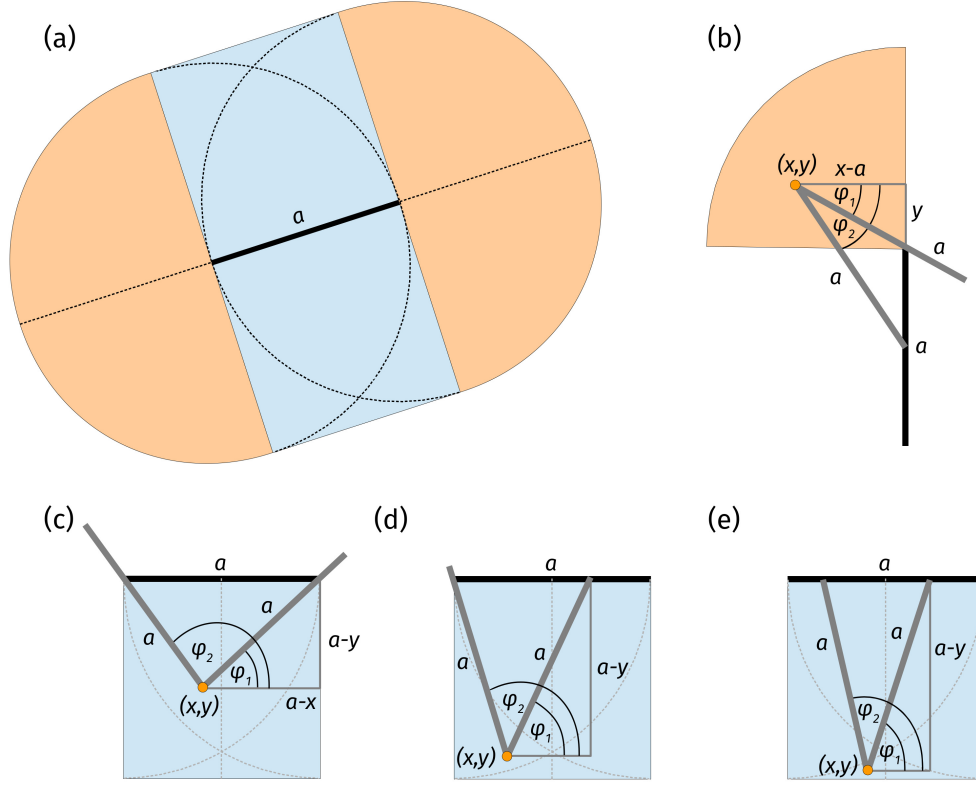 (a)
a
(b)
(x,y)
x-a
φ1
φ2
y
a
a
a
(c)
a
a
a
φ2
φ1
a-y
(x,y)
a-x
(d)
a
a
a
a-y
φ2
φ1
(x,y)
(e)
a
a
a
a-y
φ2
φ1
(x,y)